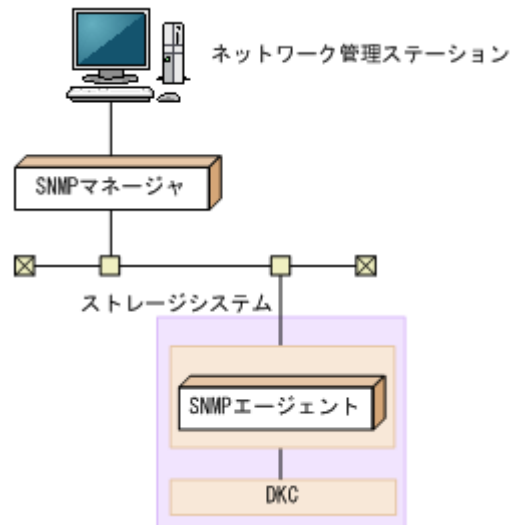 ネットワーク管理ステーション
SNMPマネージャ
ストレージシステム
SNMPエージェント
DKC